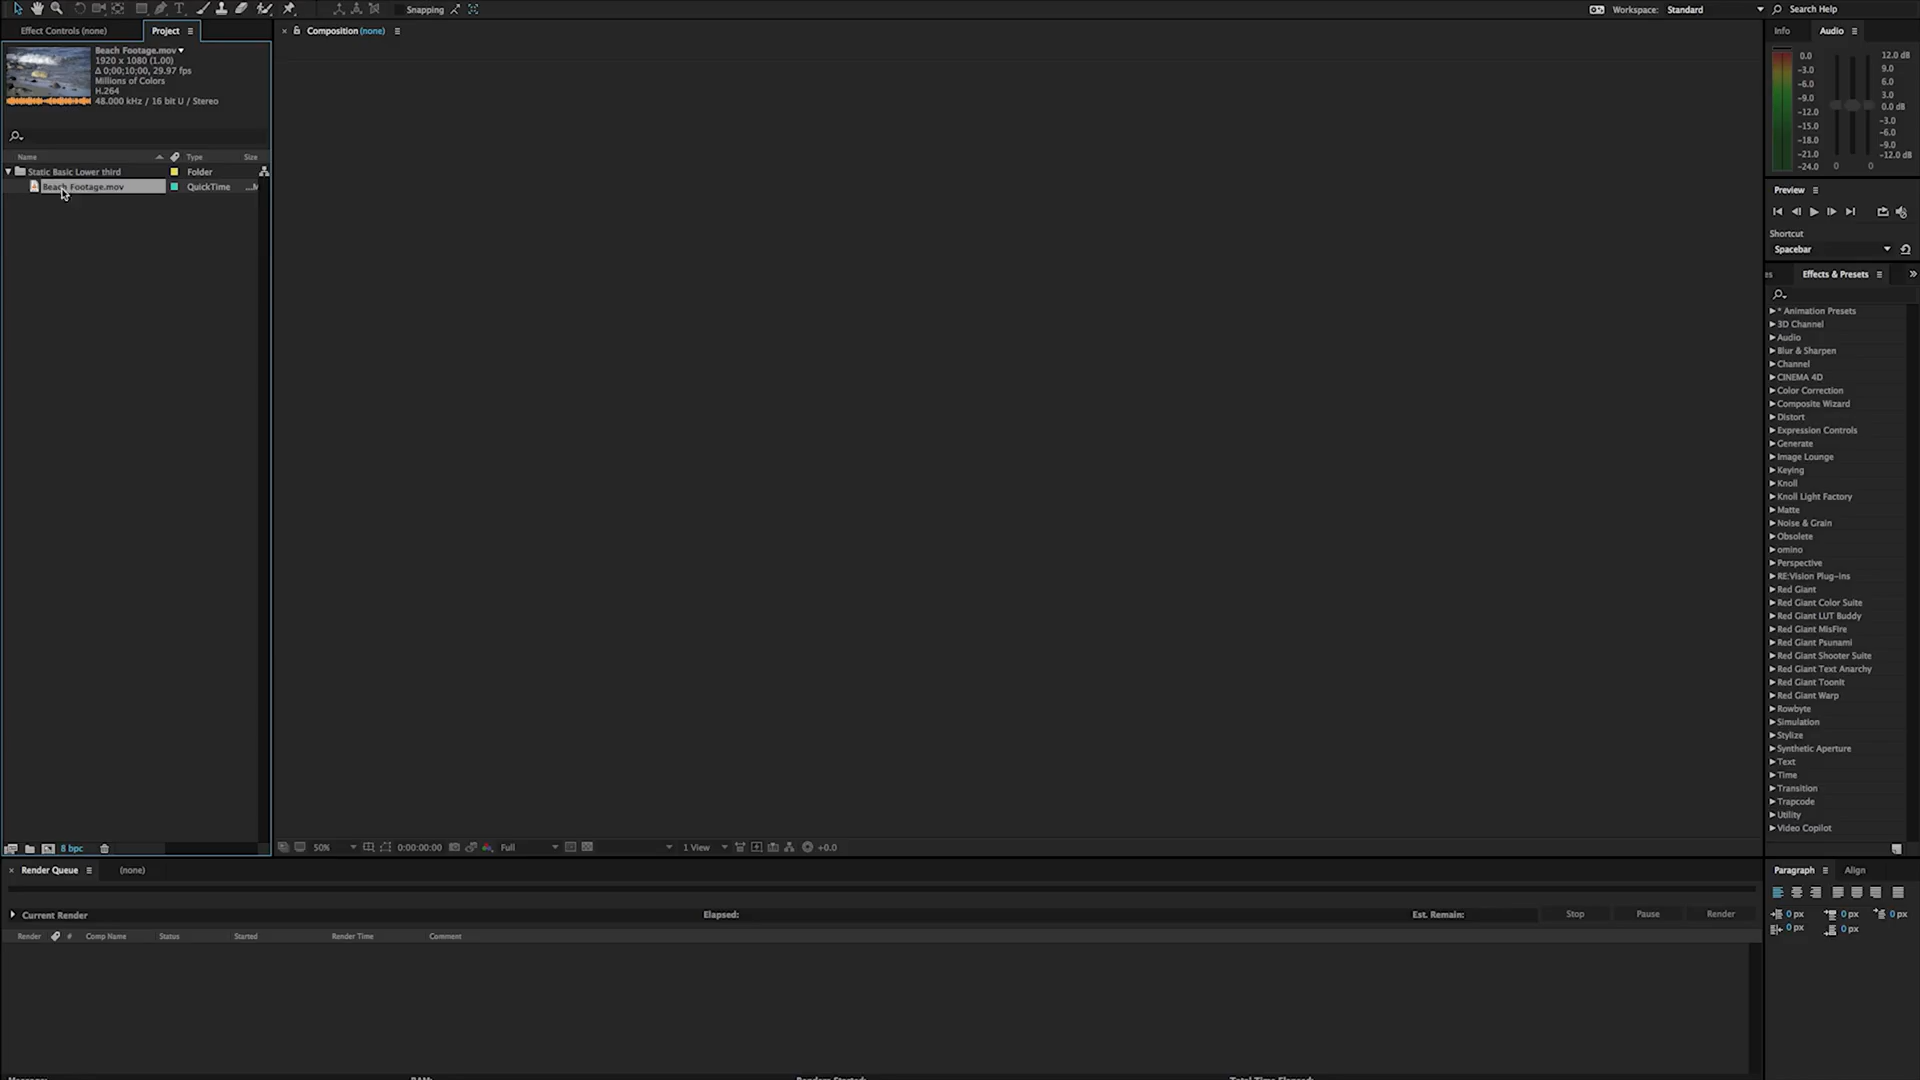 Snapping
Workspace: Standard
Search Help
Effect Controls (none)
Project
Composition (none)
Info
Audio
Beach Footage.mov
1920 x 1080 (1.00)
Δ 0;00;10;00, 29.97 fps
Millions of Colors
H.264
48.000 kHz / 16 bit U / Stereo
0.0
-3.0
-6.0
-9.0
-12.0
-15.0
-18.0
-21.0
-24.0
12.0 dB
9.0
6.0
3.0
0.0 dB
-3.0
-6.0
-9.0
-12.0 dB
0
0
Name
Type
Size
Static Basic Lower third
Folder
Beach Footage.mov
QuickTime
...M
Preview
Shortcut
Spacebar
es
Effects & Presets
* Animation Presets
3D Channel
Audio
Blur & Sharpen
Channel
CINEMA 4D
Color Correction
Composite Wizard
Distort
Expression Controls
Generate
Image Lounge
Keying
Knoll
Knoll Light Factory
Matte
Noise & Grain
Obsolete
omino
Perspective
RE:Vision Plug-ins
Red Giant
Red Giant Color Suite
Red Giant LUT Buddy
Red Giant MisFire
Red Giant Psunami
Red Giant Shooter Suite
Red Giant Text Anarchy
Red Giant ToonIt
Red Giant Warp
Rowbyte
Simulation
Stylize
Synthetic Aperture
Text
Time
Transition
Trapcode
Utility
Video Copilot
8 bpc
50%
0:00:00:00
Full
1 View
+0.0
Render Queue
(none)
Current Render
Elapsed:
Est. Remain:
Stop
Pause
Render
Render
#
Comp Name
Status
Started
Render Time
Comment
Paragraph
Align
0 px
0 px
0 px
0 px
0 px
RAM:
Renders Started:
Total Time Elapsed: